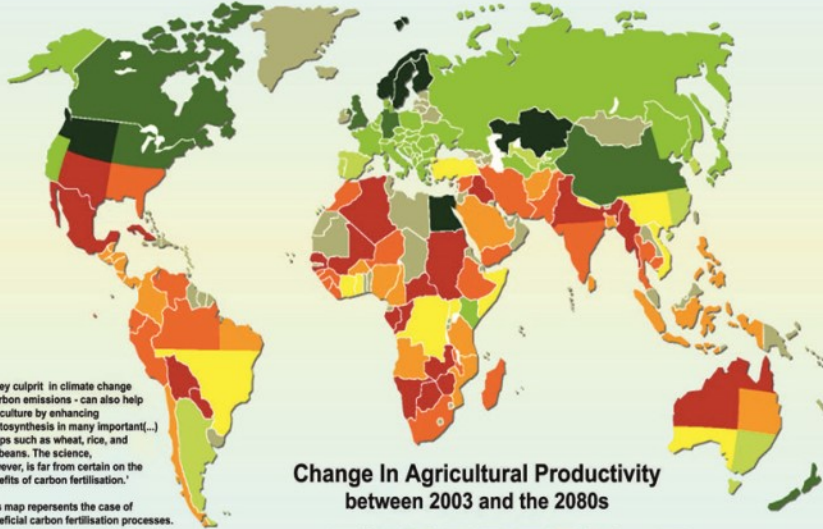 ey culprit in climate change
rbon emissions - can also help
culture by enhancing
tosynthesis in many important(...)
ps such as wheat, rice, and
beans. The science,
ever, is far from certain on the
efits of carbon fertilisation.'
s map repersents the case of
eficial carbon fertilisation processes.
Change In Agricultural Productivity
between 2003 and the 2080s